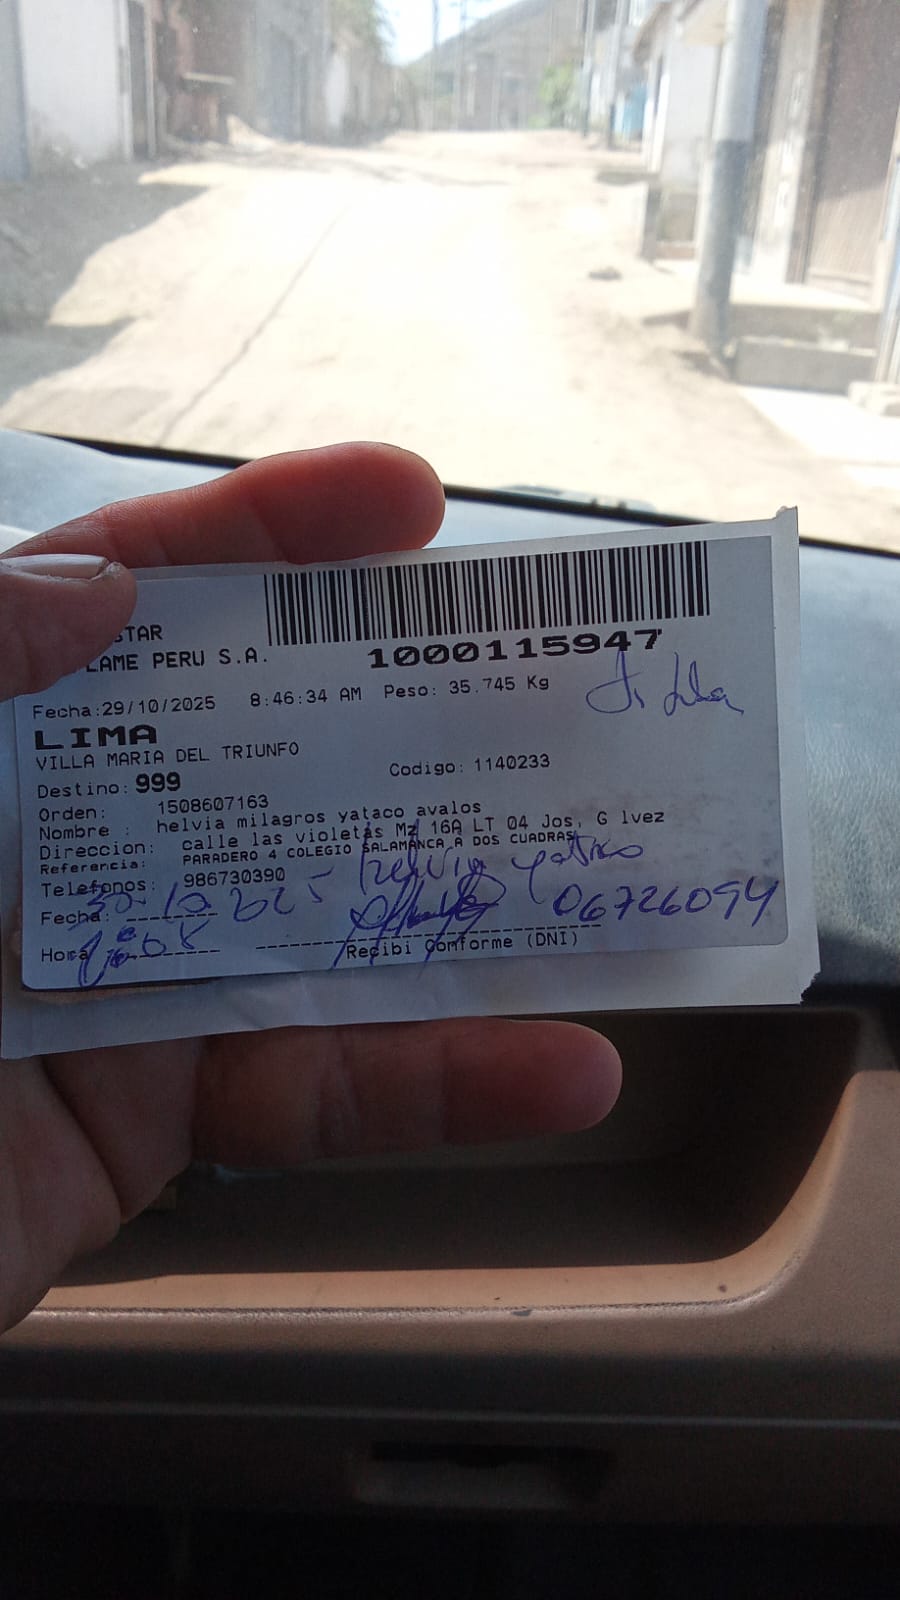 STAR
LAME PERU S.A.
1000115947
Fecha:29/10/2025 8:46:34 AM Peso: 35.745 Kg
LIMA
VILLA MARIA DEL TRIUNFO
Destino: 999 Codigo: 1140233
Orden: 1508607163
Nombre : helvia milagros yataco avalos
Direccion: calle las violetas Mz 16A LT 04 Jos, G lvez
Referencia: PARADERO 4 COLEGIO SALAMANCA A DOS CUADRAS
Telefonos: 986730390
helvia yataco
Fecha: 30-10-2025
06726094
Hora
Recibi Conforme (DNI)